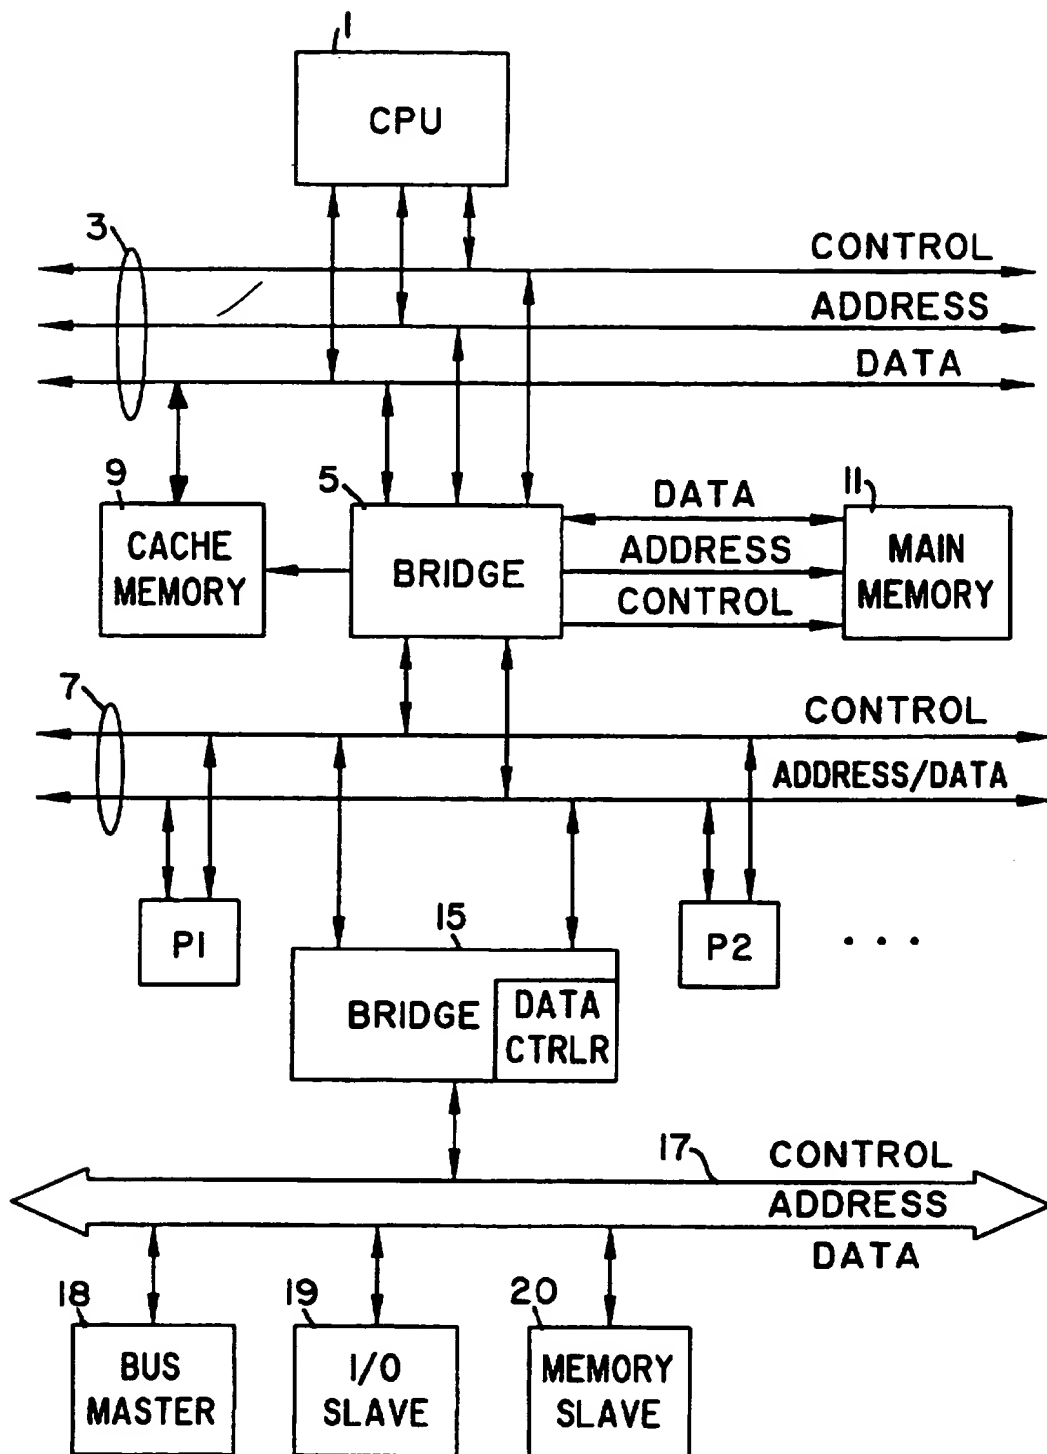 1
CPU
3
CONTROL
ADDRESS
DATA
9
CACHE
MEMORY
5
BRIDGE
DATA
ADDRESS
CONTROL
11
MAIN
MEMORY
7
CONTROL
ADDRESS/DATA
P1
15
BRIDGE
DATA
CTRLR
P2
. . .
17
CONTROL
ADDRESS
DATA
18
BUS
MASTER
19
I/O
SLAVE
20
MEMORY
SLAVE